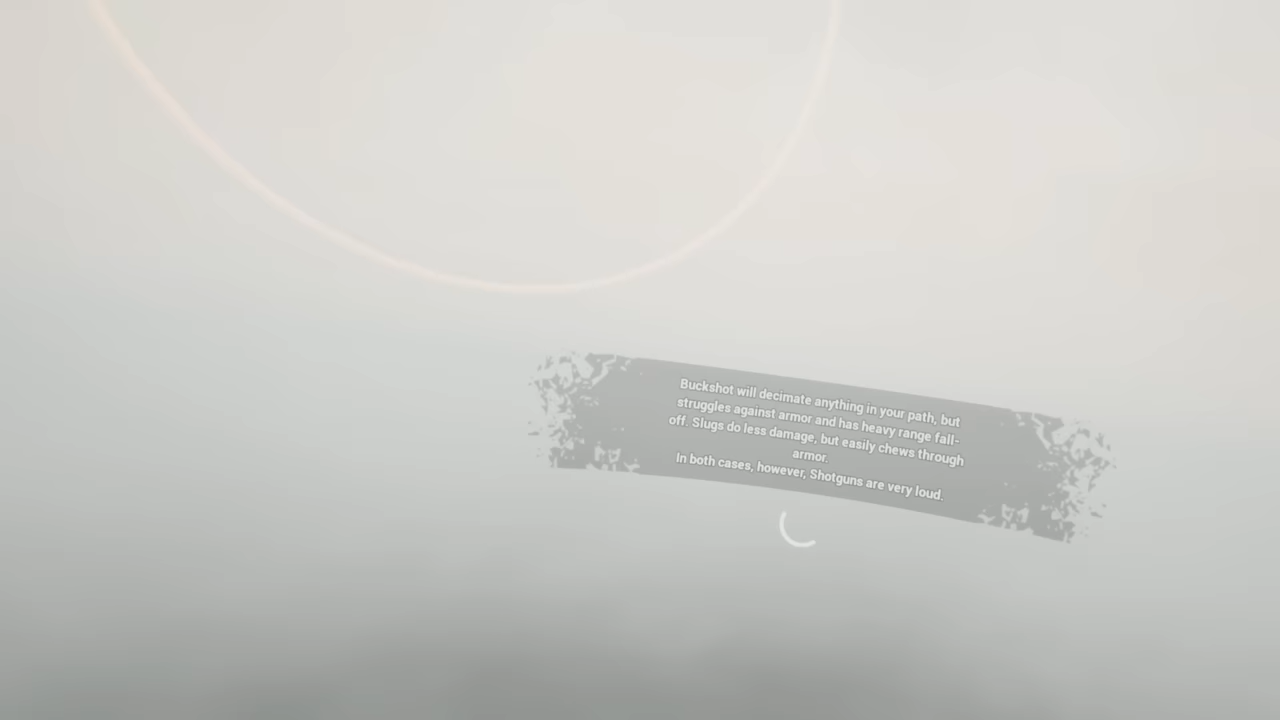 Buckshot will decimate anything in your path, but
struggles against armor and has heavy range fall-
off. Slugs do less damage, but easily chews through
armor.
In both cases, however, Shotguns are very loud.